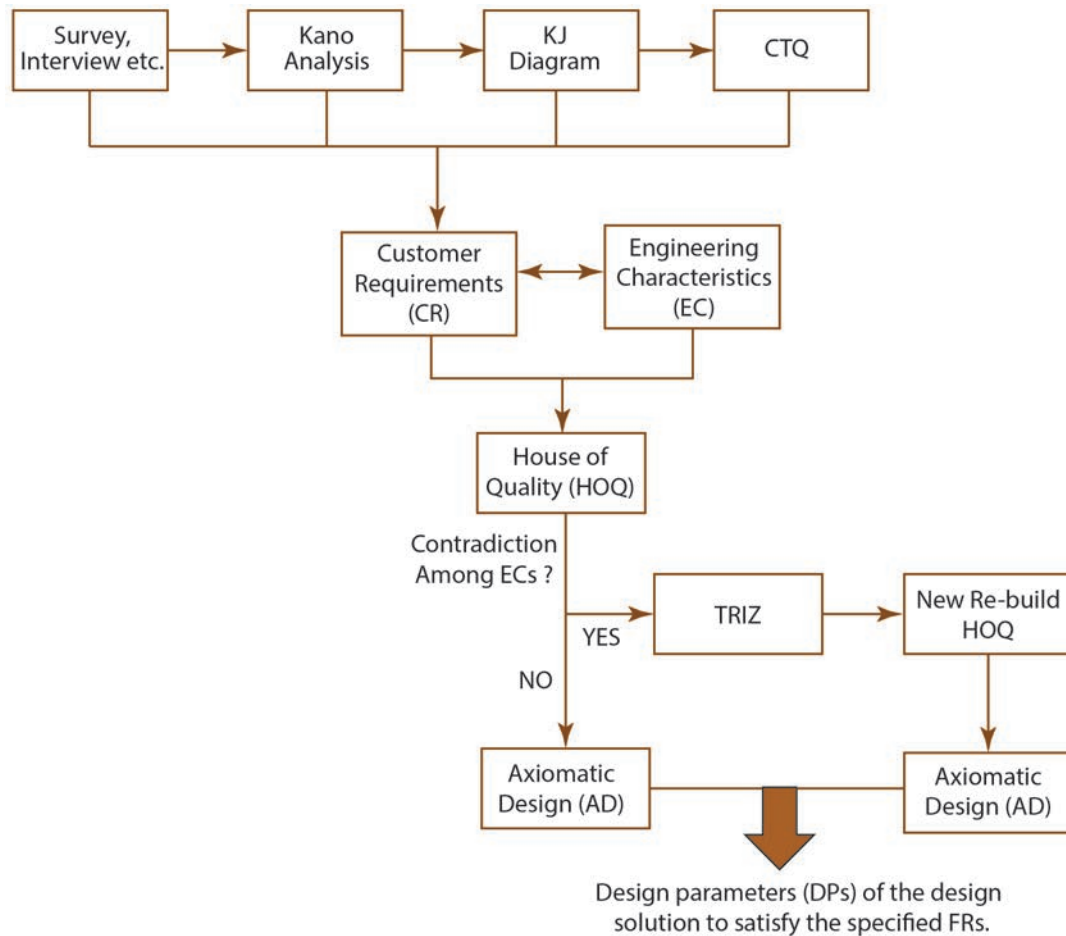 Survey,
Interview etc.
Kano
Analysis
KJ
Diagram
CTQ
Customer
Requirements
(CR)
Engineering
Characteristics
(EC)
House of
Quality (HOQ)
Contradiction
Among ECs ?
YES
TRIZ
New Re-build
HOQ
NO
Axiomatic
Design (AD)
Axiomatic
Design (AD)
Design parameters (DPs) of the design
solution to satisfy the specified FRs.